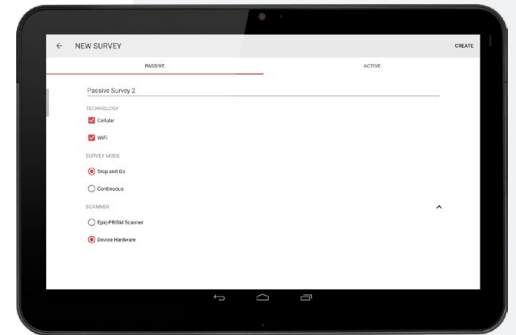 NEW SURVEY
CREATE
PASSIVE
ACTIVE
Passive Survey 2
TECHNOLOGY
Cellular
WiFi
SURVEY MODE
Stop and Go
Continuous
SCANNER
Epiq-PRiSM Scanner
Device Hardware